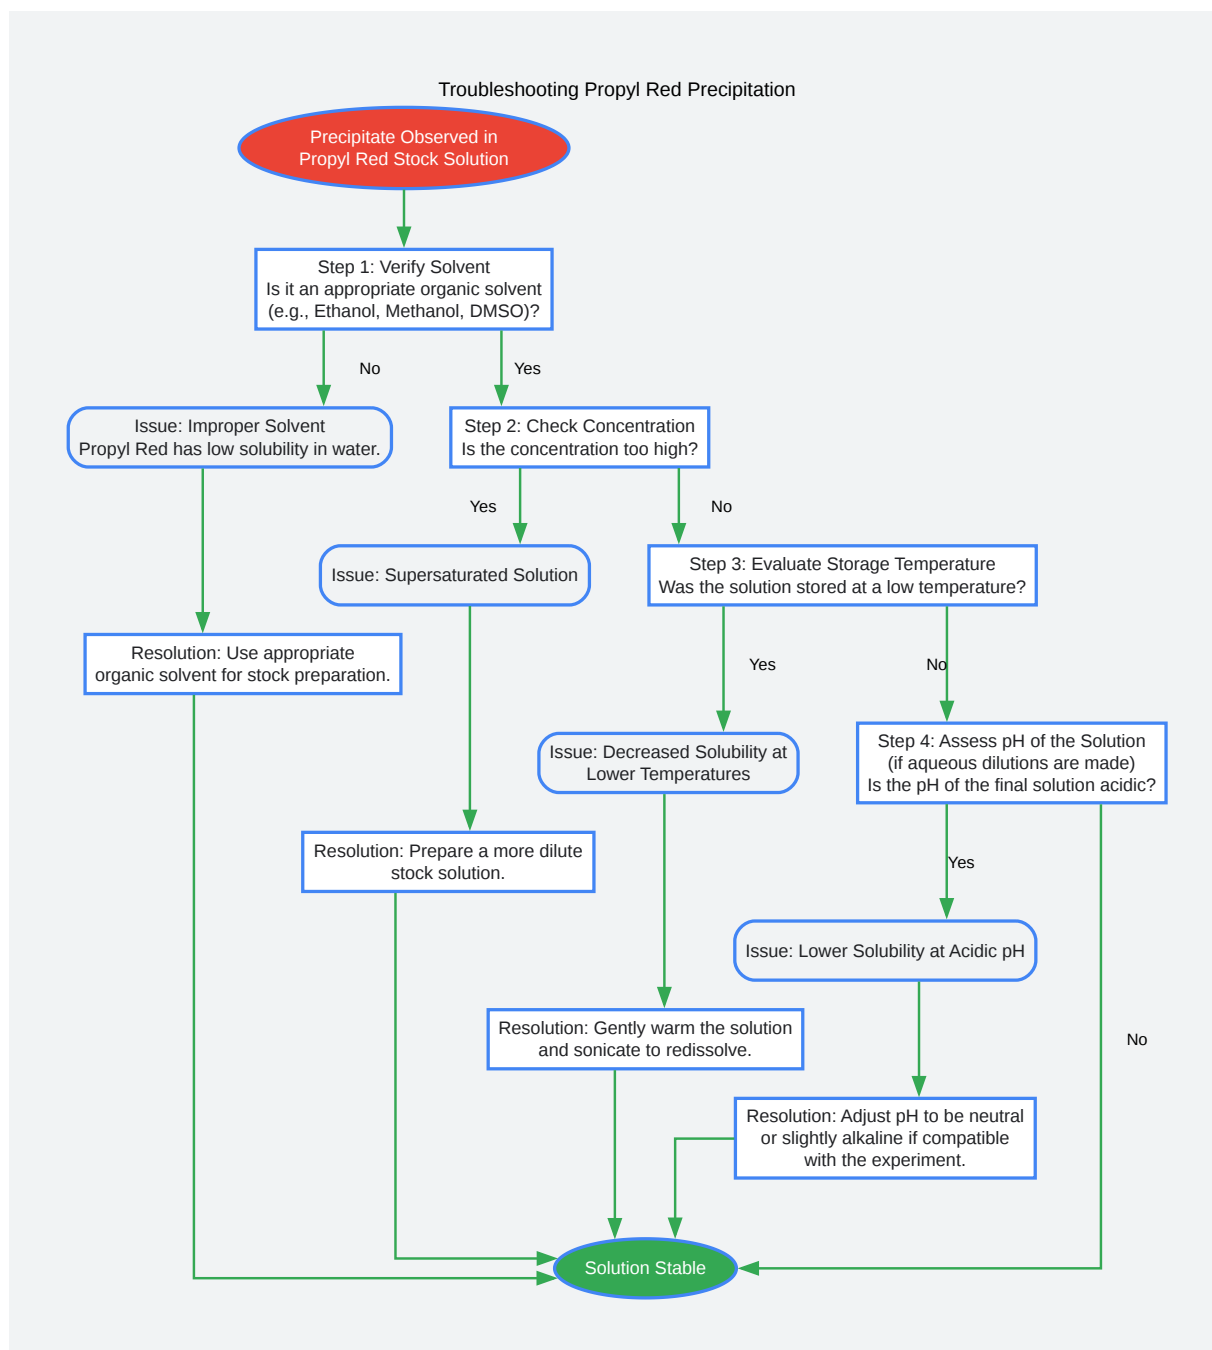 Troubleshooting Propyl Red Precipitation
Precipitate Observed in
Propyl Red Stock Solution
Step 1: Verify Solvent
Is it an appropriate organic solvent
(e.g., Ethanol, Methanol, DMSO)?
No
Yes
Issue: Improper Solvent
Propyl Red has low solubility in water.
Step 2: Check Concentration
Is the concentration too high?
Yes
No
Issue: Supersaturated Solution
Step 3: Evaluate Storage Temperature
Was the solution stored at a low temperature?
Resolution: Use appropriate
organic solvent for stock preparation.
Yes
No
Issue: Decreased Solubility at
Lower Temperatures
Step 4: Assess pH of the Solution
(if aqueous dilutions are made)
Is the pH of the final solution acidic?
Resolution: Prepare a more dilute
stock solution.
Yes
Issue: Lower Solubility at Acidic pH
Resolution: Gently warm the solution
and sonicate to redissolve.
No
Resolution: Adjust pH to be neutral
or slightly alkaline if compatible
with the experiment.
Solution Stable